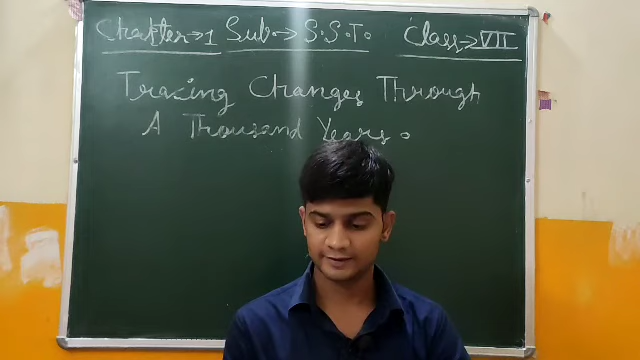 Chapter→1 Sub.→ S.S.T. Class→VII
Tracing Changes Through
A Thousand Years.